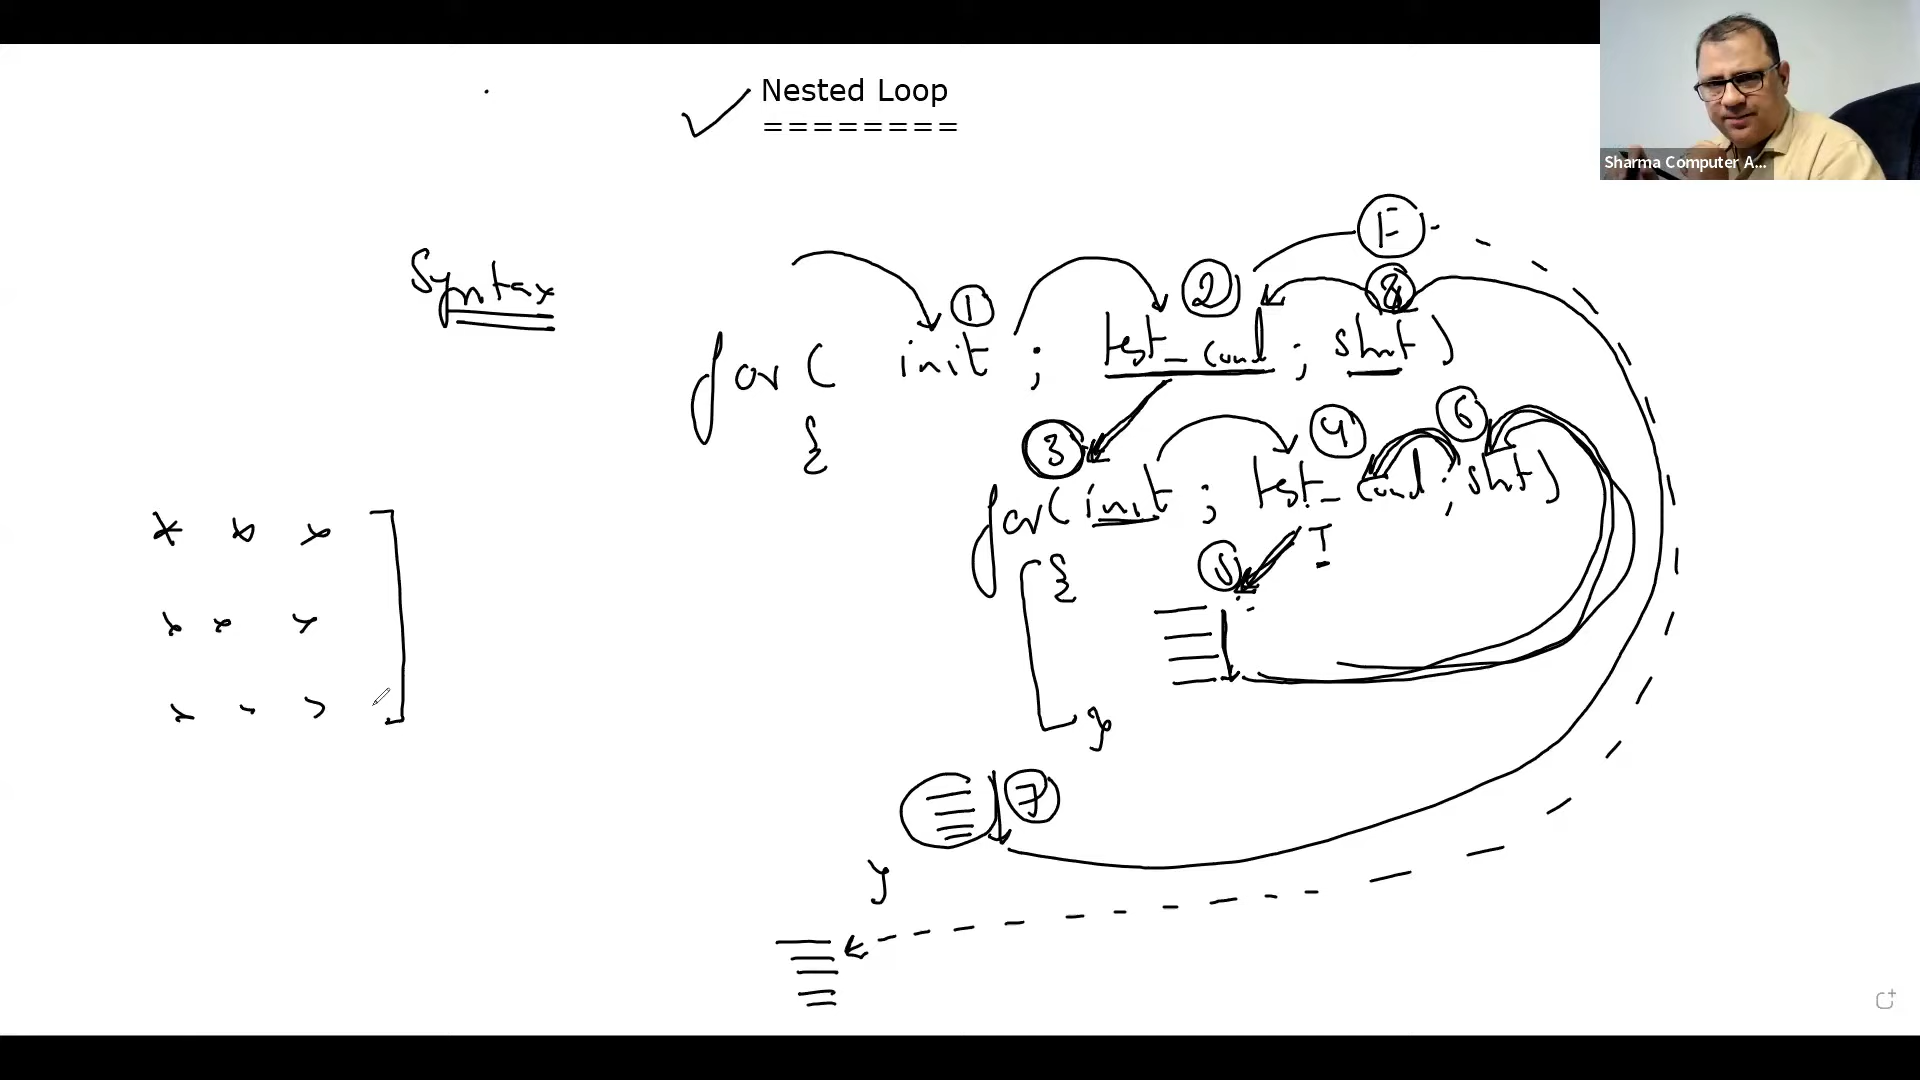 Nested Loop
========
Sharma Computer A...
Syntax
F
1
2
8
for( init ; test_cond ; stmt)
{
3
4
6
for(init ; test_cond ; stmt)
T
5
{
* * *
* * *
* * *
}
7
}